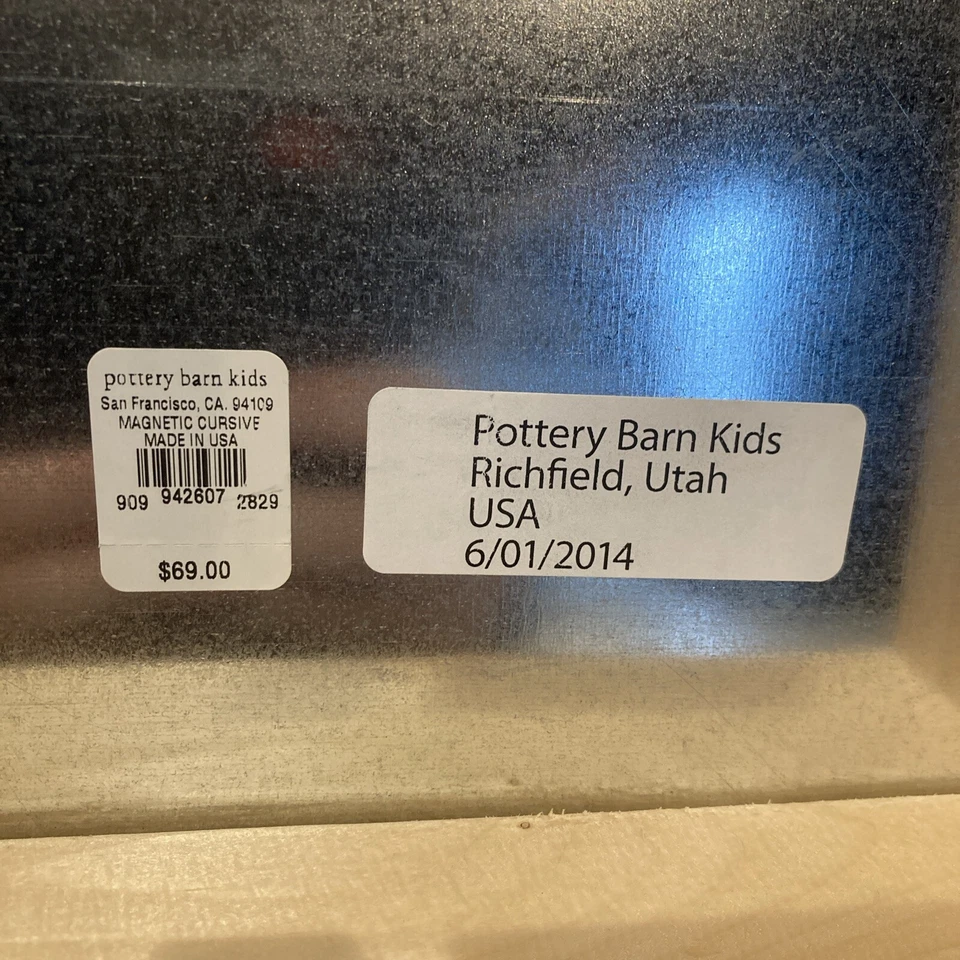 pottery barn kids
San Francisco, CA. 94109
MAGNETIC CURSIVE
MADE IN USA
909 942607 2829
$69.00
Pottery Barn Kids
Richfield, Utah
USA
6/01/2014